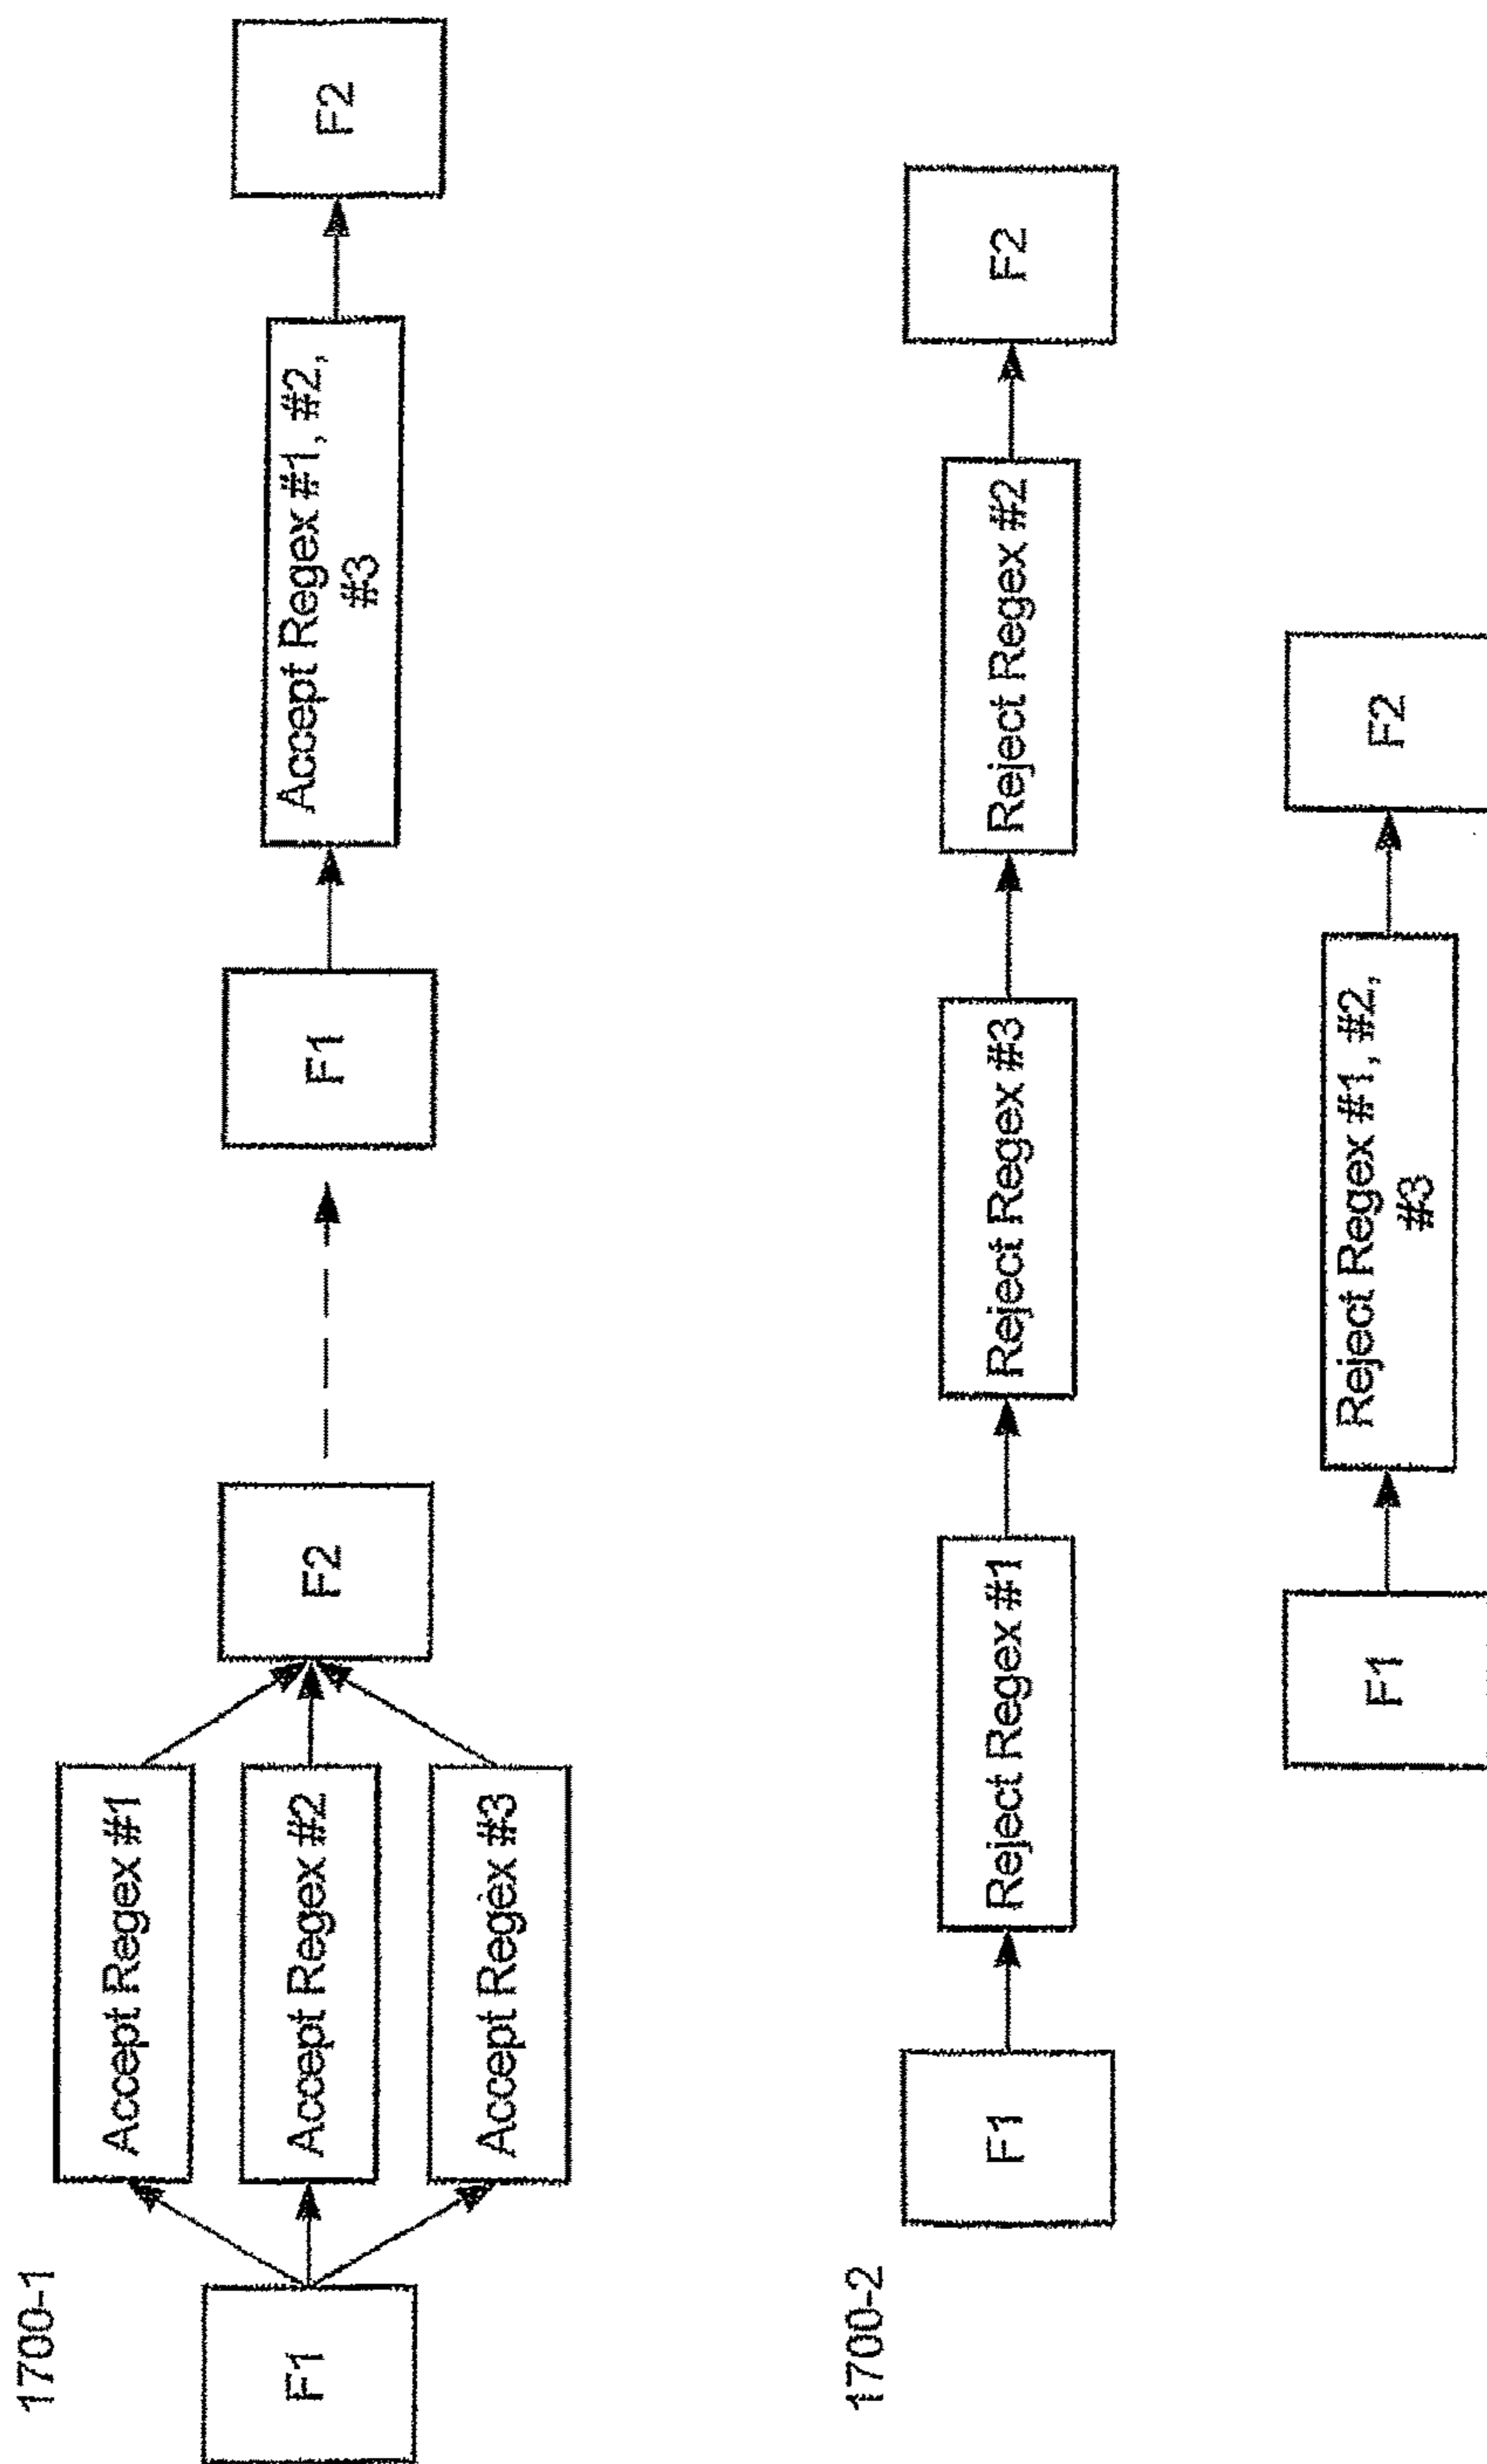 1700-1
F1
Accept Regex #1
Accept Regex #2
Accept Regex #3
F2
F1
Accept Regex #1, #2,
#3
F2
1700-2
F1
Reject Regex #1
Reject Regex #3
Reject Regex #2
F2
F1
Reject Regex #1, #2,
#3
F2